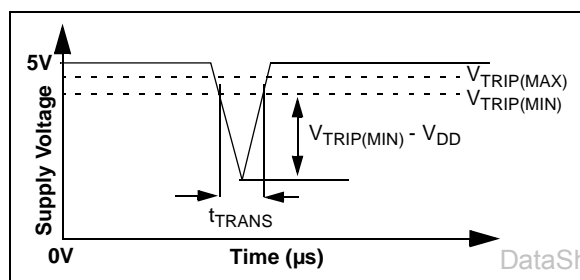 5V
V_TRIP(MAX)
V_TRIP(MIN)
V_TRIP(MIN) - V_DD
Supply Voltage
t_TRANS
0V
Time (µs)
DataSh